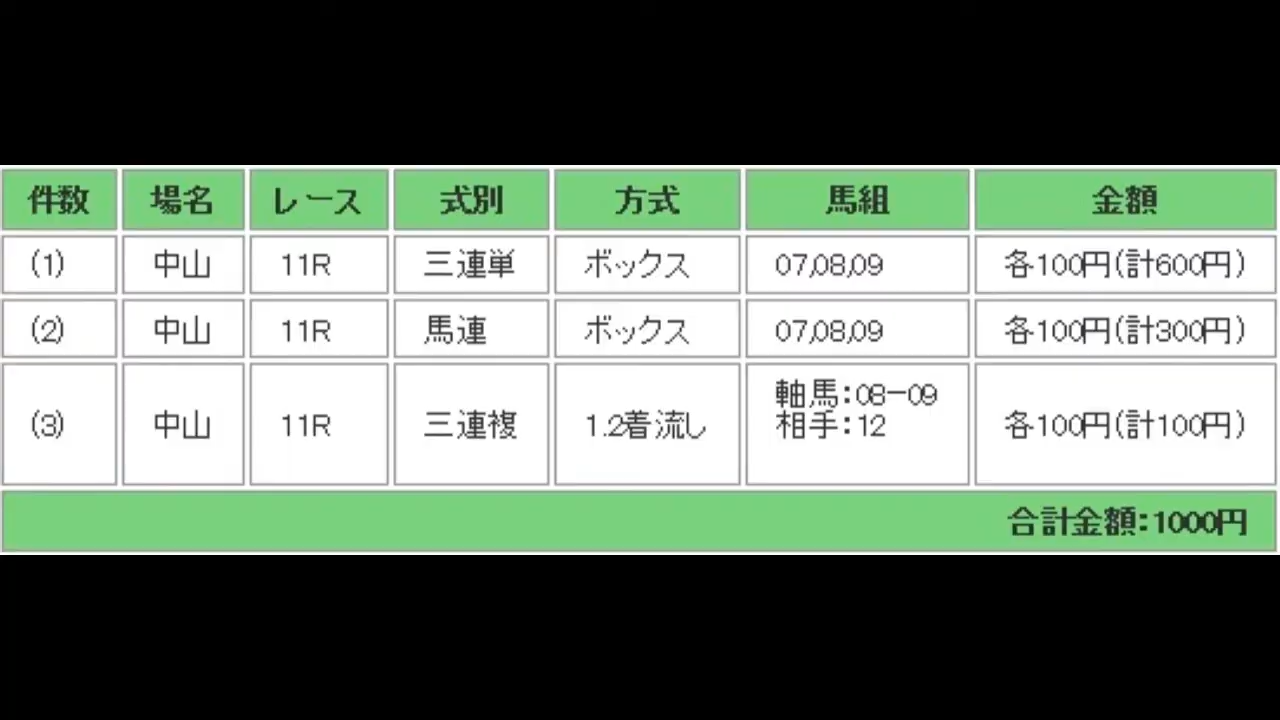 件数 場名 レース 式別 方式 馬組 金額
(1) 中山 11R 三連単 ボックス 07,08,09 各100円(計600円)
(2) 中山 11R 馬連 ボックス 07,08,09 各100円(計300円)
(3) 中山 11R 三連複 1.2着流し 軸馬:08-09 各100円(計100円)
相手:12
合計金額:1000円